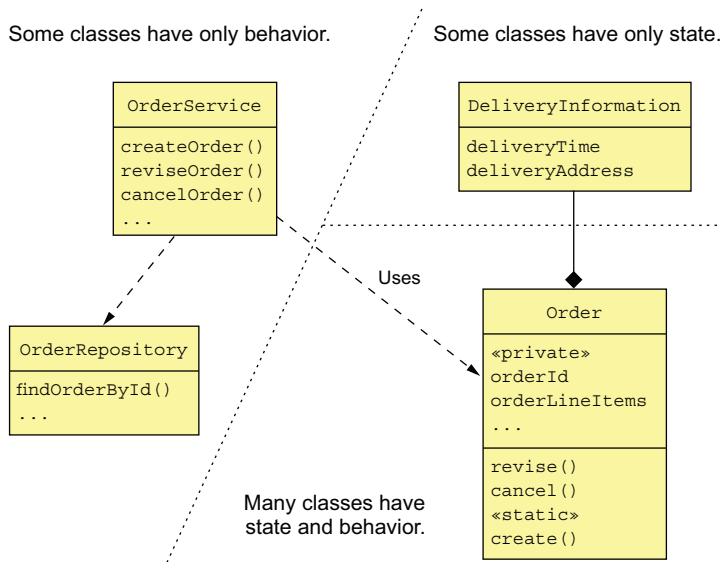 Some classes have only behavior.
Some classes have only state.
OrderService
createOrder()
reviseOrder()
cancelOrder()
...
DeliveryInformation
deliveryTime
deliveryAddress
Uses
OrderRepository
findOrderById()
...
Order
«private»
orderId
orderLineItems
...
revise()
cancel()
«static»
create()
Many classes have
state and behavior.